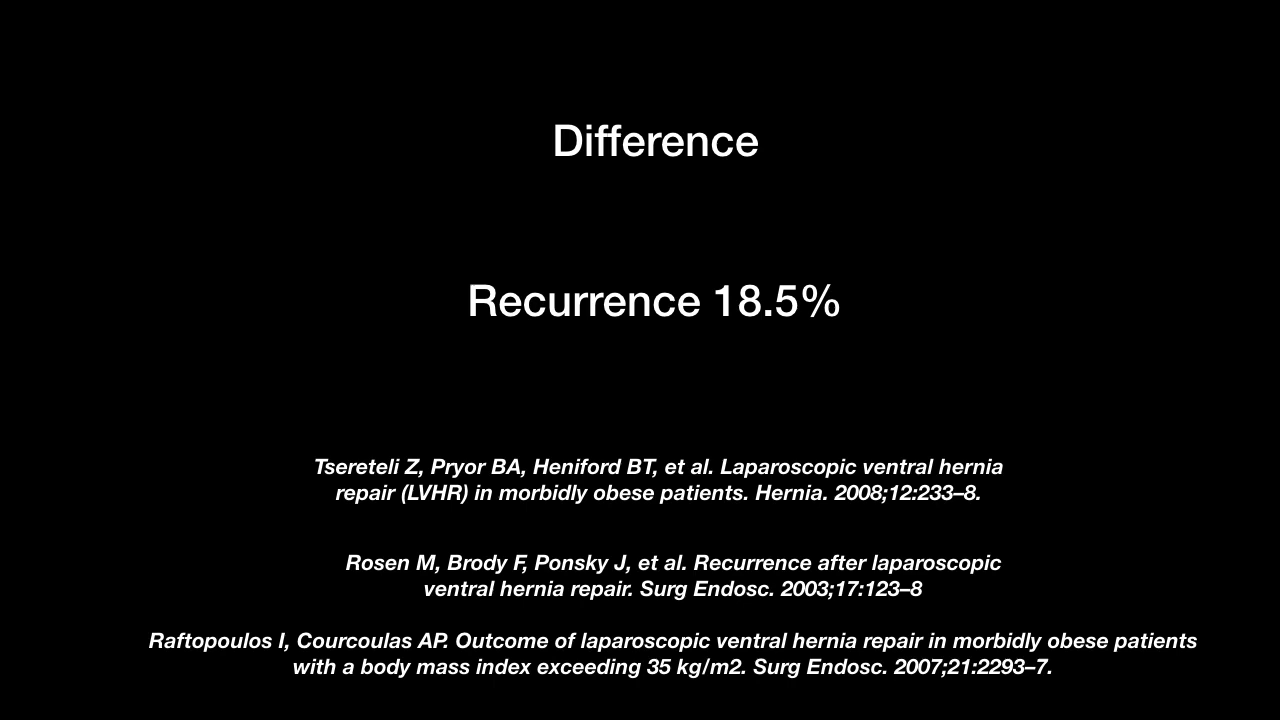 Difference
Recurrence 18.5%
Tsereteli Z, Pryor BA, Heniford BT, et al. Laparoscopic ventral hernia
repair (LVHR) in morbidly obese patients. Hernia. 2008;12:233–8.
Rosen M, Brody F, Ponsky J, et al. Recurrence after laparoscopic
ventral hernia repair. Surg Endosc. 2003;17:123–8
Raftopoulos I, Courcoulas AP. Outcome of laparoscopic ventral hernia repair in morbidly obese patients
with a body mass index exceeding 35 kg/m2. Surg Endosc. 2007;21:2293–7.